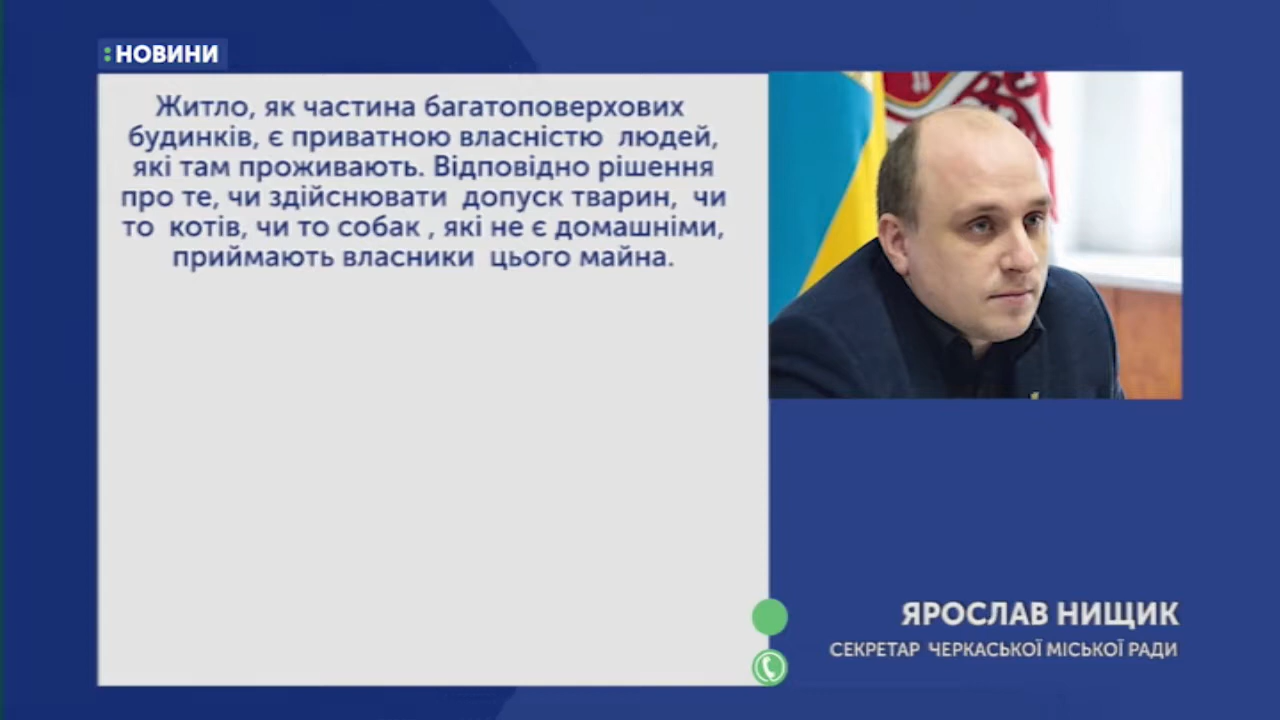 :НОВИНИ
Житло, як частина багатоповерхових
будинків, є приватною власністю людей,
які там проживають. Відповідно рішення
про те, чи здійснювати допуск тварин, чи
то котів, чи то собак , які не є домашніми,
приймають власники цього майна.
ЯРОСЛАВ НИЩИК
СЕКРЕТАР ЧЕРКАСЬКОЇ МІСЬКОЇ РАДИ